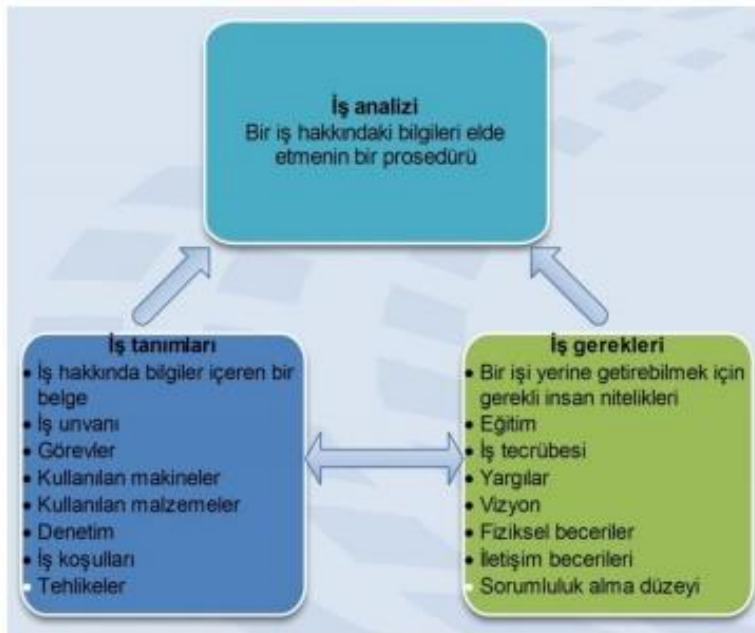 İş analizi
Bir iş hakkındaki bilgileri elde
etmenin bir prosedürü
İş tanımları
• İş hakkında bilgiler içeren bir
belge
• İş unvanı
• Görevler
• Kullanılan makineler
• Kullanılan malzemeler
• Denetim
• İş koşulları
• Tehlikeler
İş gerekleri
• Bir işi yerine getirebilmek için
gerekli insan nitelikleri
• Eğitim
• İş tecrübesi
• Yargılar
• Vizyon
• Fiziksel beceriler
• İletişim becerileri
• Sorumluluk alma düzeyi